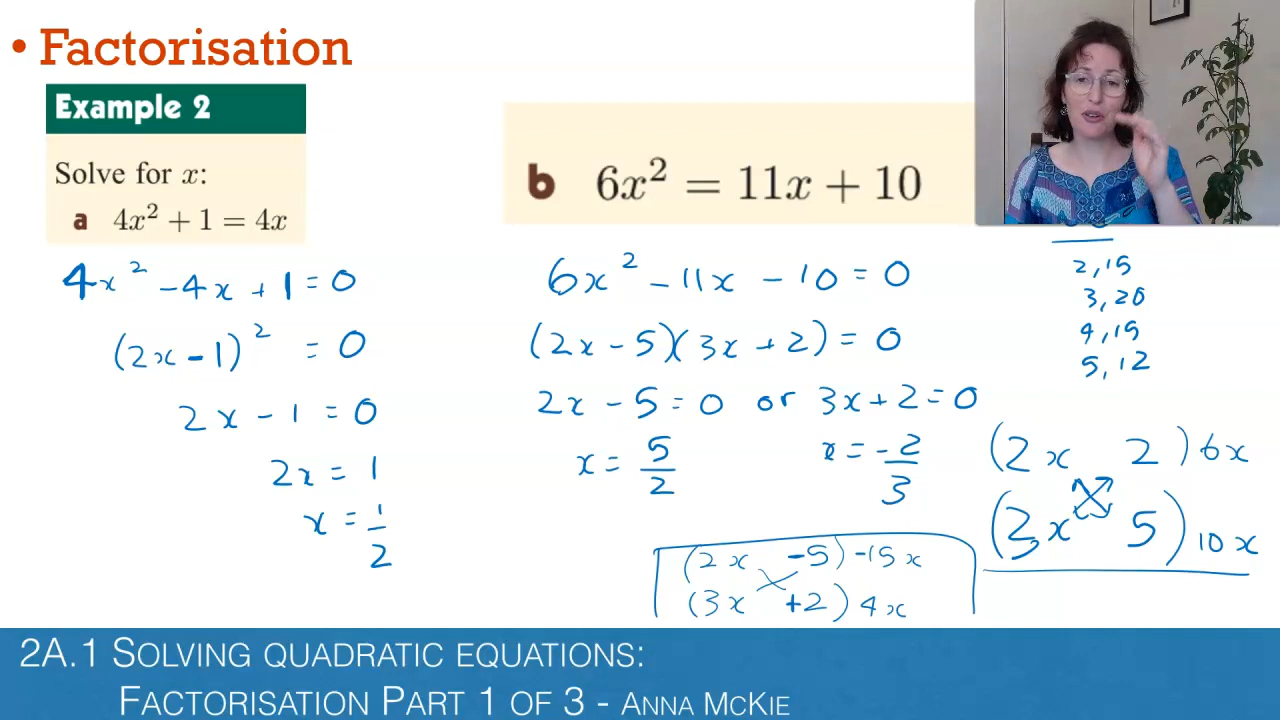 • Factorisation
Example 2
Solve for x:
a 4x² + 1 = 4x
4x² - 4x + 1 = 0
(2x - 1)² = 0
2x - 1 = 0
2x = 1
x = 1/2
b 6x² = 11x + 10
6x² - 11x - 10 = 0
(2x - 5)(3x + 2) = 0
2x - 5 = 0 or 3x + 2 = 0
x = 5/2 x = -2/3
(2x -5) -15x
(3x +2) 4x
2, 15
3, 20
4, 15
5, 12
(2x 2) 6x
(3x 5) 10x
2A.1 Solving quadratic equations:
Factorisation Part 1 of 3 - Anna McKie